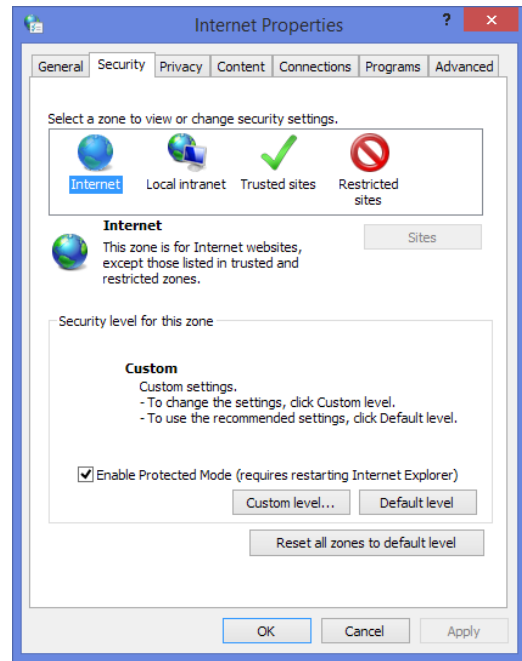 Internet Properties
?
General Security Privacy Content Connections Programs Advanced
Select a zone to view or change security settings.
Internet Local intranet Trusted sites Restricted
sites
Internet
Sites
This zone is for Internet websites,
except those listed in trusted and
restricted zones.
Security level for this zone
Custom
Custom settings.
- To change the settings, click Custom level.
- To use the recommended settings, click Default level.
Enable Protected Mode (requires restarting Internet Explorer)
Custom level... Default level
Reset all zones to default level
OK Cancel Apply